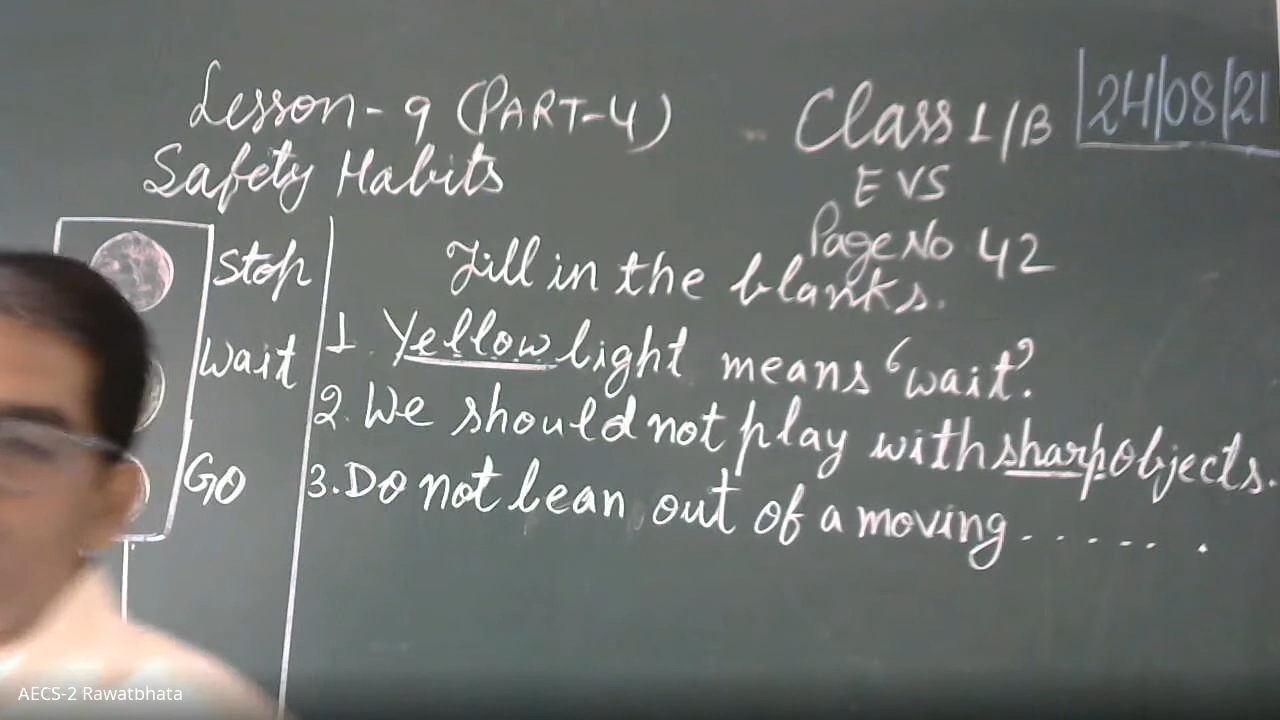 Lesson - 9 (PART-4)
Safety Habits
Class 1/B
24/08/21
EVS
Page No 42
Stop
Wait
GO
Fill in the blanks.
1. Yellow light means 'wait'.
2. We should not play with sharp objects.
3. Do not lean out of a moving . . . . . . .
AECS-2 Rawatbhata